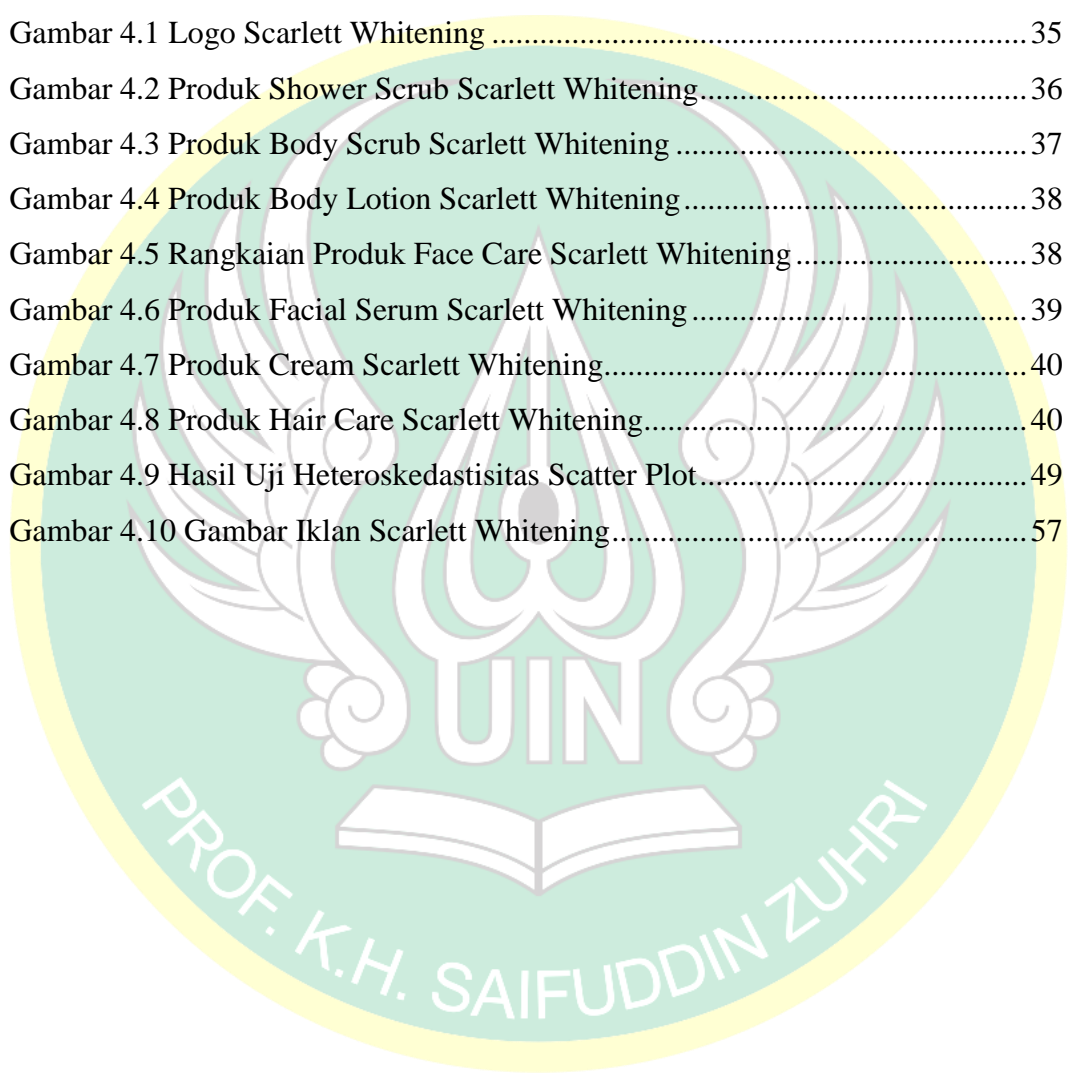 Gambar 4.1 Logo Scarlett Whitening ................................................................... 35
Gambar 4.2 Produk Shower Scrub Scarlett Whitening......................................... 36
Gambar 4.3 Produk Body Scrub Scarlett Whitening ............................................ 37
Gambar 4.4 Produk Body Lotion Scarlett Whitening........................................... 38
Gambar 4.5 Rangkaian Produk Face Care Scarlett Whitening ............................. 38
Gambar 4.6 Produk Facial Serum Scarlett Whitening .......................................... 39
Gambar 4.7 Produk Cream Scarlett Whitening..................................................... 40
Gambar 4.8 Produk Hair Care Scarlett Whitening................................................ 40
Gambar 4.9 Hasil Uji Heteroskedastisitas Scatter Plot ......................................... 49
Gambar 4.10 Gambar Iklan Scarlett Whitening.................................................... 57
UIN
PROF. K.H. SAIFUDDIN ZUHRI